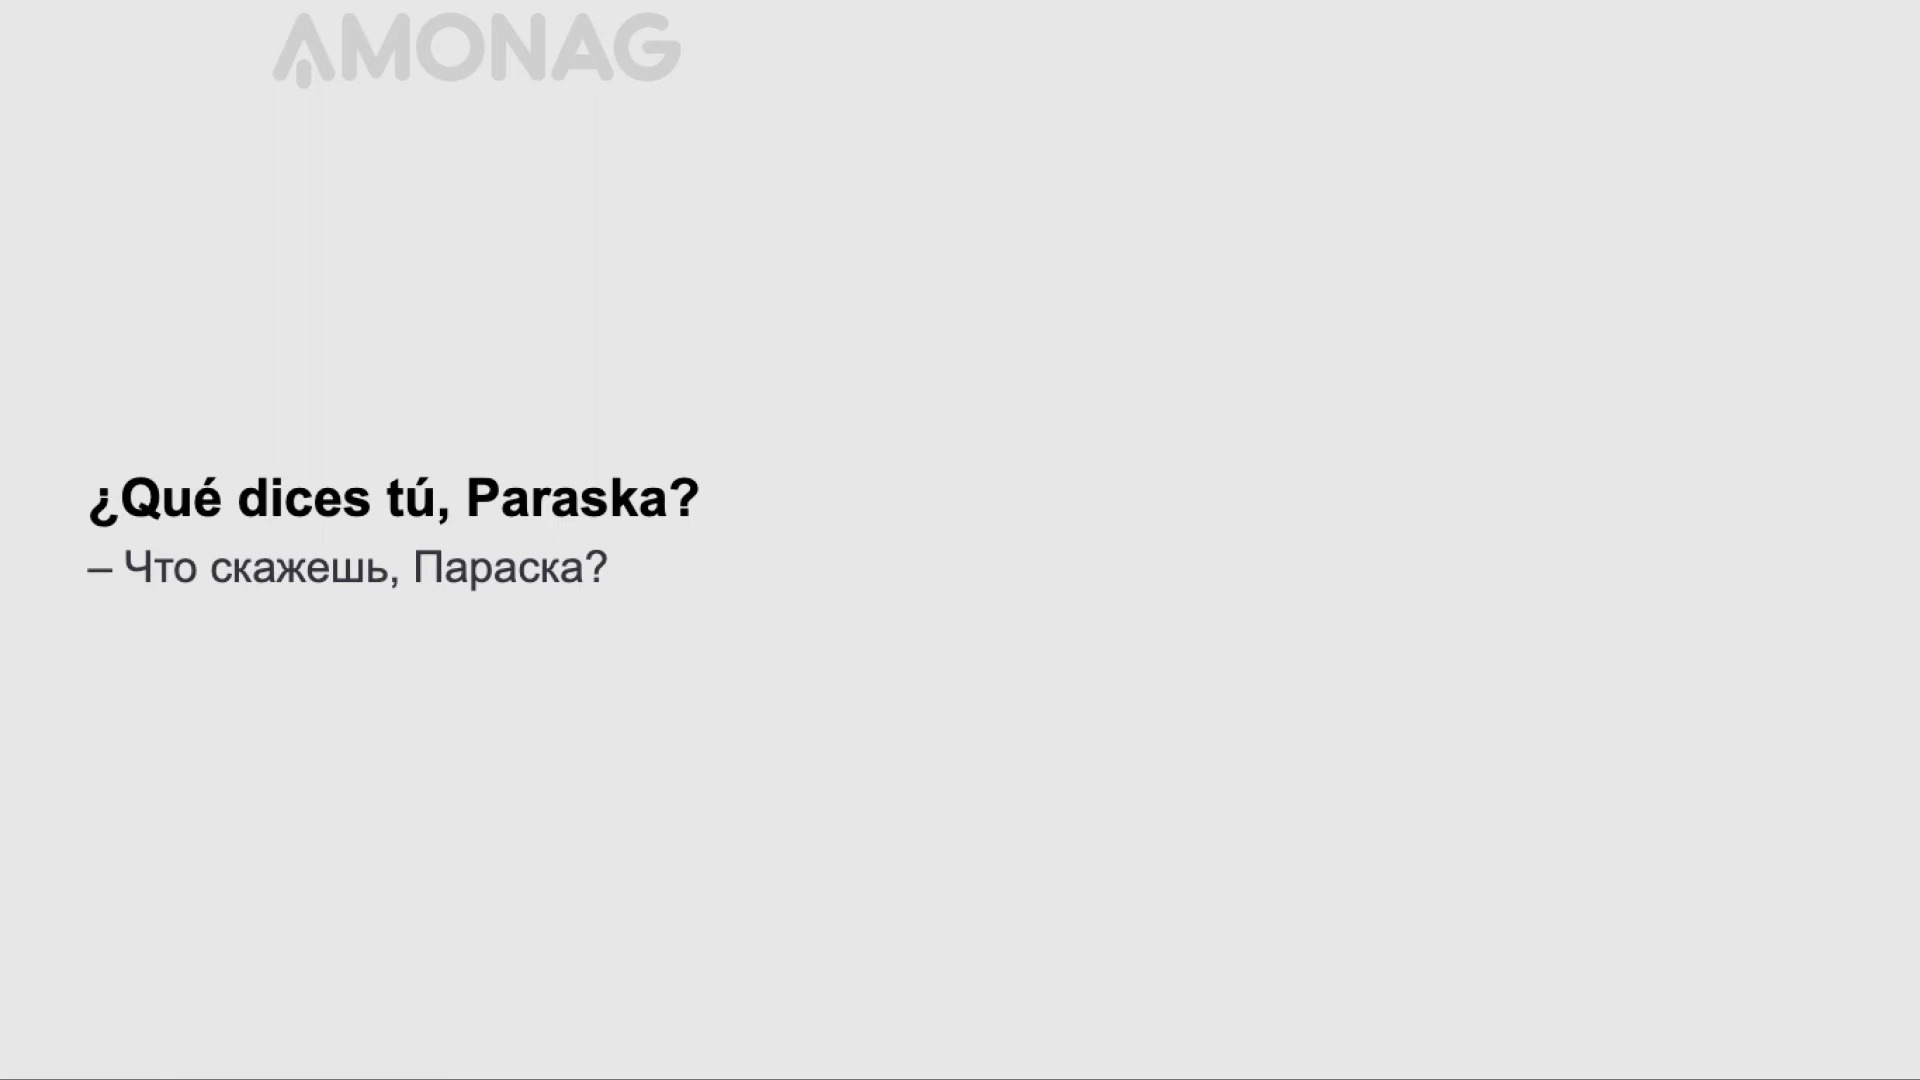 AMONAG
¿Qué dices tú, Paraska?
– Что скажешь, Параска?